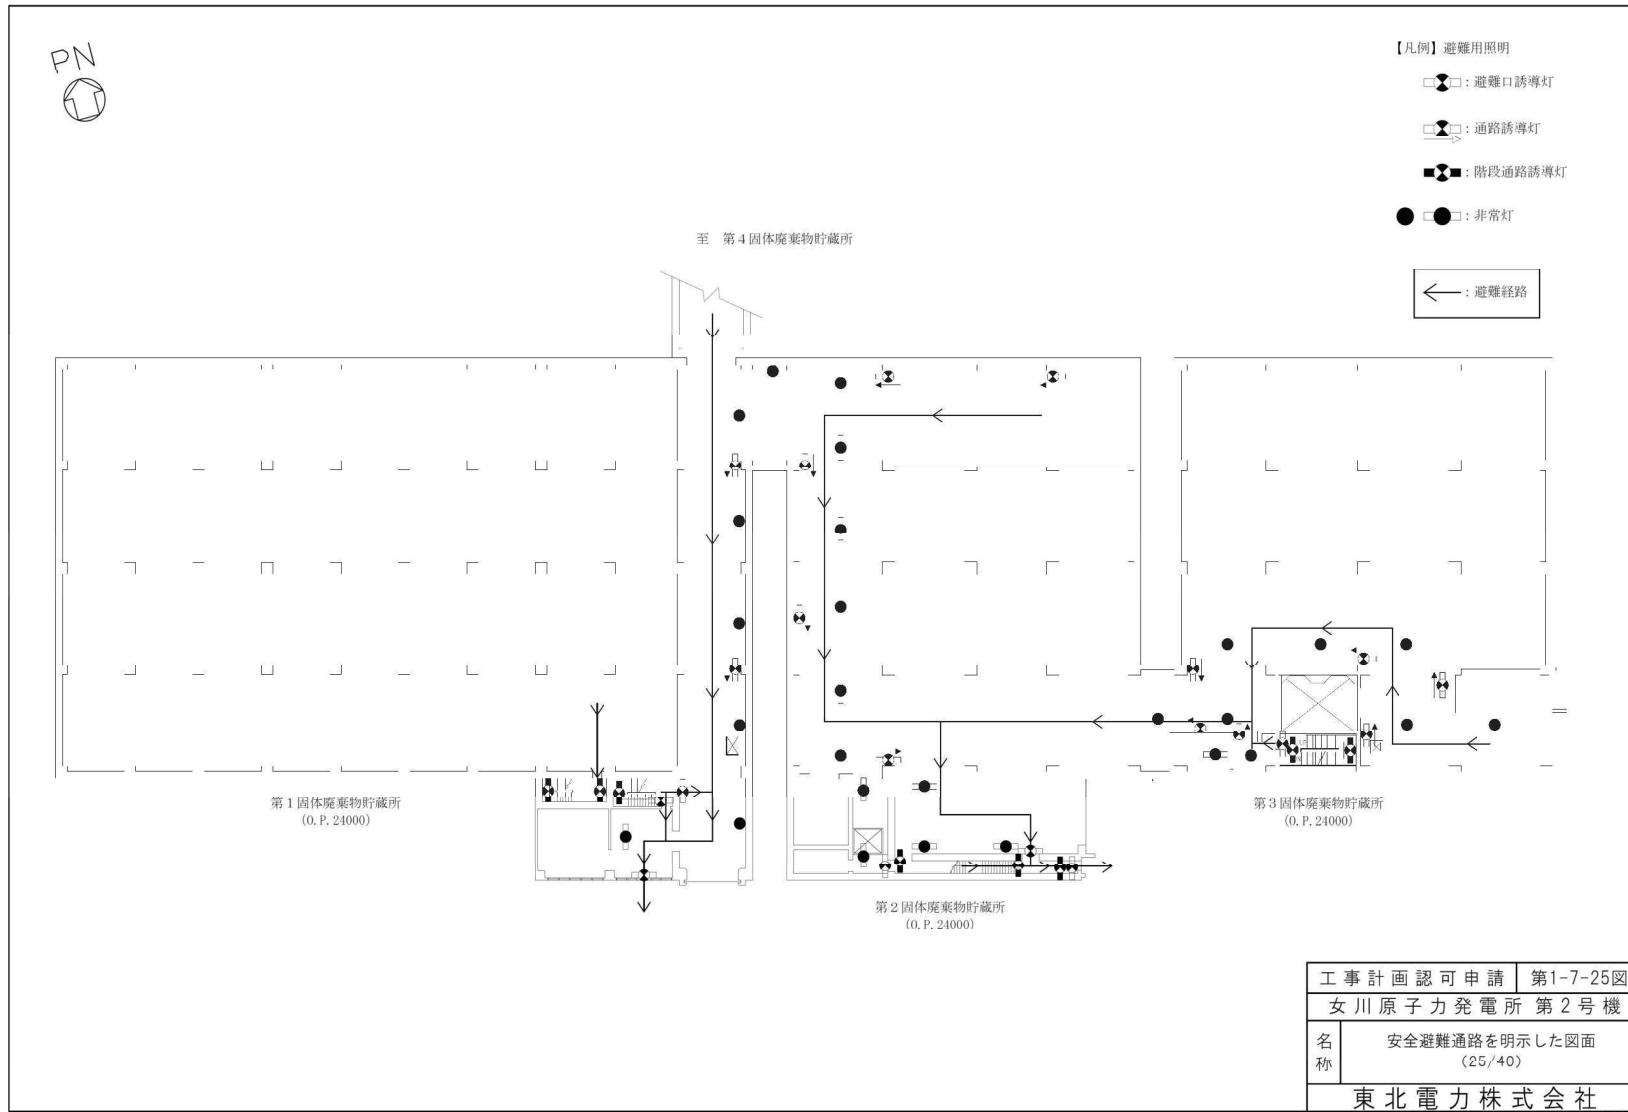 PN
【凡例】避難用照明
：避難口誘導灯
：通路誘導灯
：階段通路誘導灯
：非常灯
：避難経路
至　第４固体廃棄物貯蔵所
第１固体廃棄物貯蔵所
(O.P.24000)
第３固体廃棄物貯蔵所
(O.P.24000)
第２固体廃棄物貯蔵所
(O.P.24000)
工事計画認可申請　第1-7-25図
女川原子力発電所 第２号機
名称　安全避難通路を明示した図面
（25/40）
東北電力株式会社